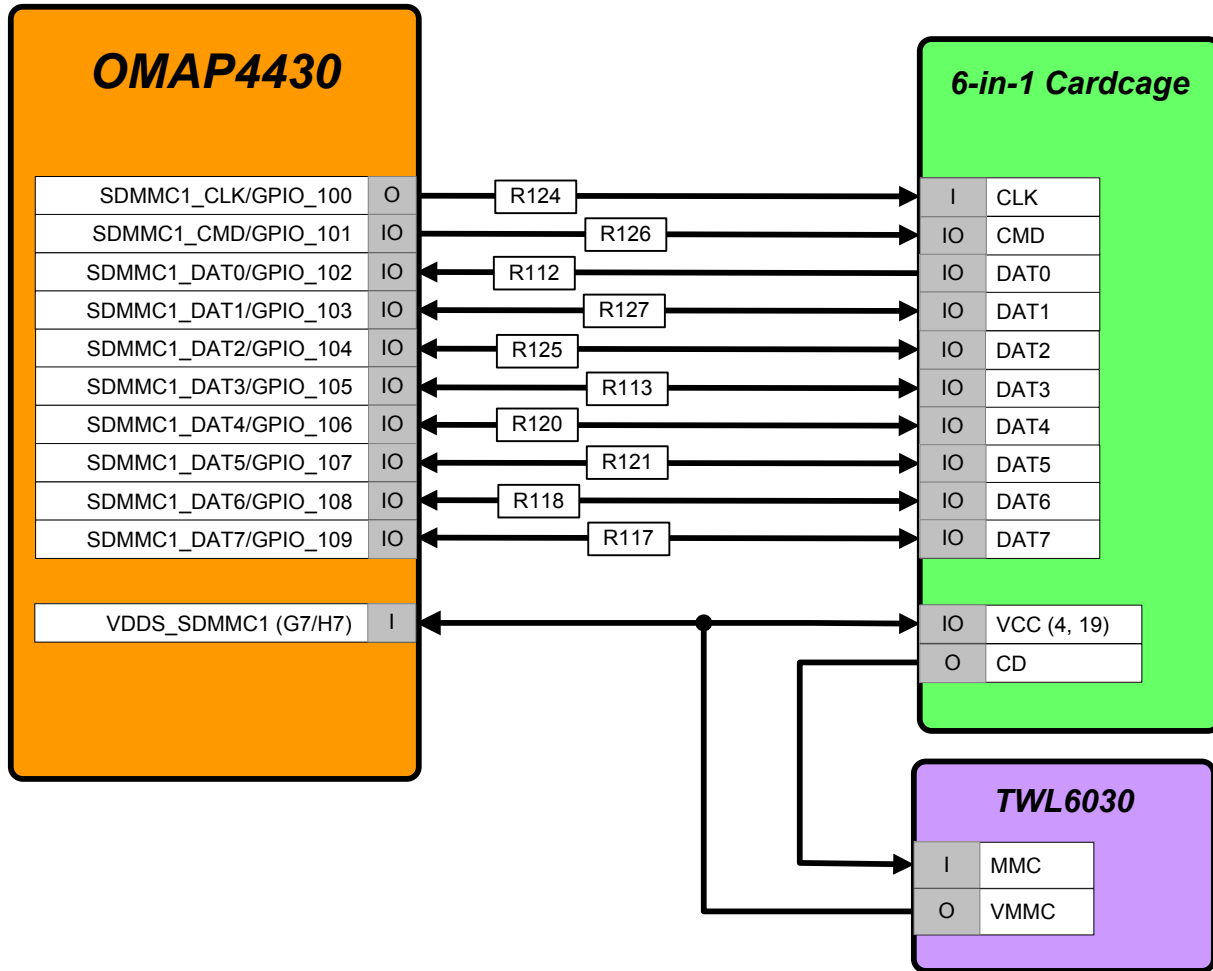 OMAP4430
6-in-1 Cardcage
SDMMC1_CLK/GPIO_100 O R124 I CLK
SDMMC1_CMD/GPIO_101 IO R126 IO CMD
SDMMC1_DAT0/GPIO_102 IO R112 IO DAT0
SDMMC1_DAT1/GPIO_103 IO R127 IO DAT1
SDMMC1_DAT2/GPIO_104 IO R125 IO DAT2
SDMMC1_DAT3/GPIO_105 IO R113 IO DAT3
SDMMC1_DAT4/GPIO_106 IO R120 IO DAT4
SDMMC1_DAT5/GPIO_107 IO R121 IO DAT5
SDMMC1_DAT6/GPIO_108 IO R118 IO DAT6
SDMMC1_DAT7/GPIO_109 IO R117 IO DAT7
VDDS_SDMMC1 (G7/H7) I IO VCC (4, 19)
O CD
TWL6030
I MMC
O VMMC